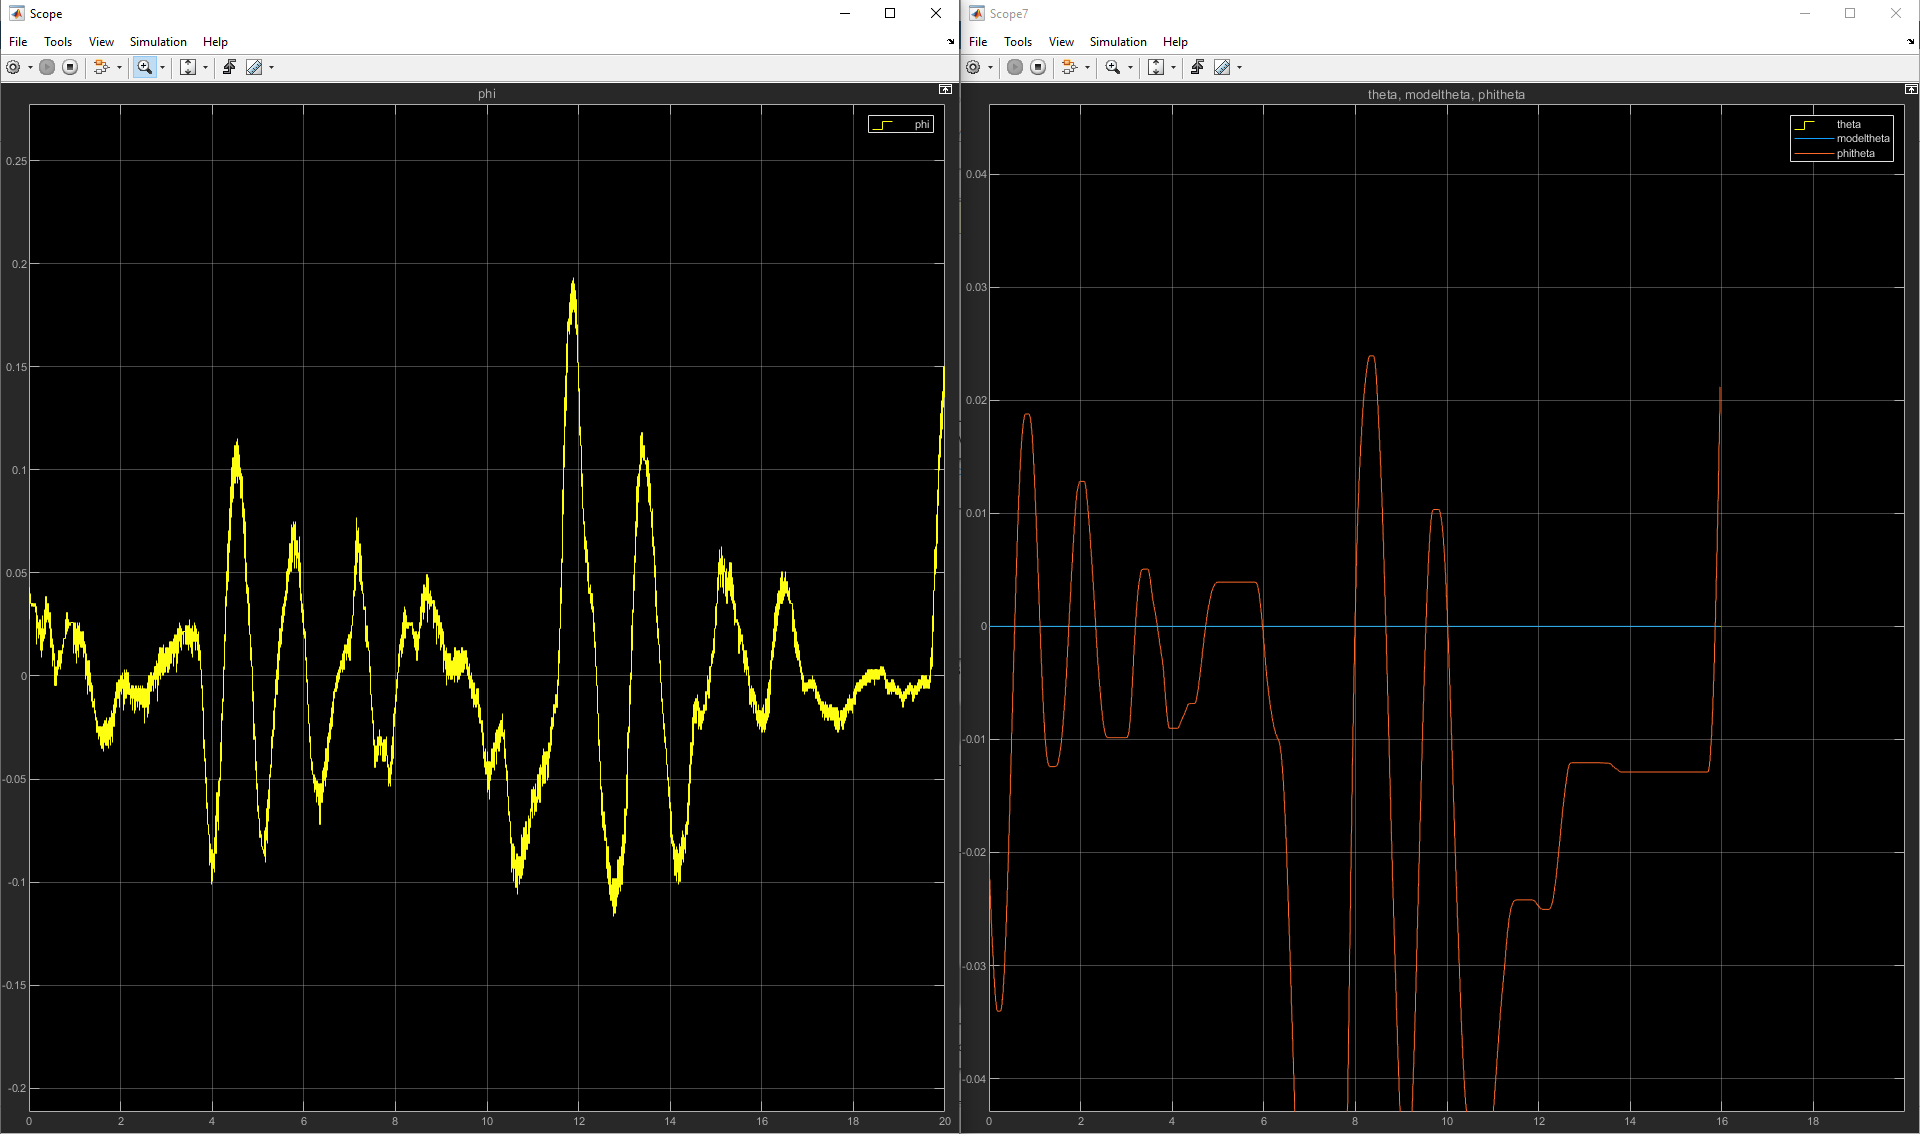 Scope
File Tools View Simulation Help
phi
phi
0.25
0.2
0.15
0.1
0.05
0
-0.05
-0.1
-0.15
-0.2
0 2 4 6 8 10 12 14 16 18 20
Scope7
File Tools View Simulation Help
theta, modeltheta, phitheta
theta
modeltheta
phitheta
0.04
0.03
0.02
0.01
0
-0.01
-0.02
-0.03
-0.04
0 2 4 6 8 10 12 14 16 18